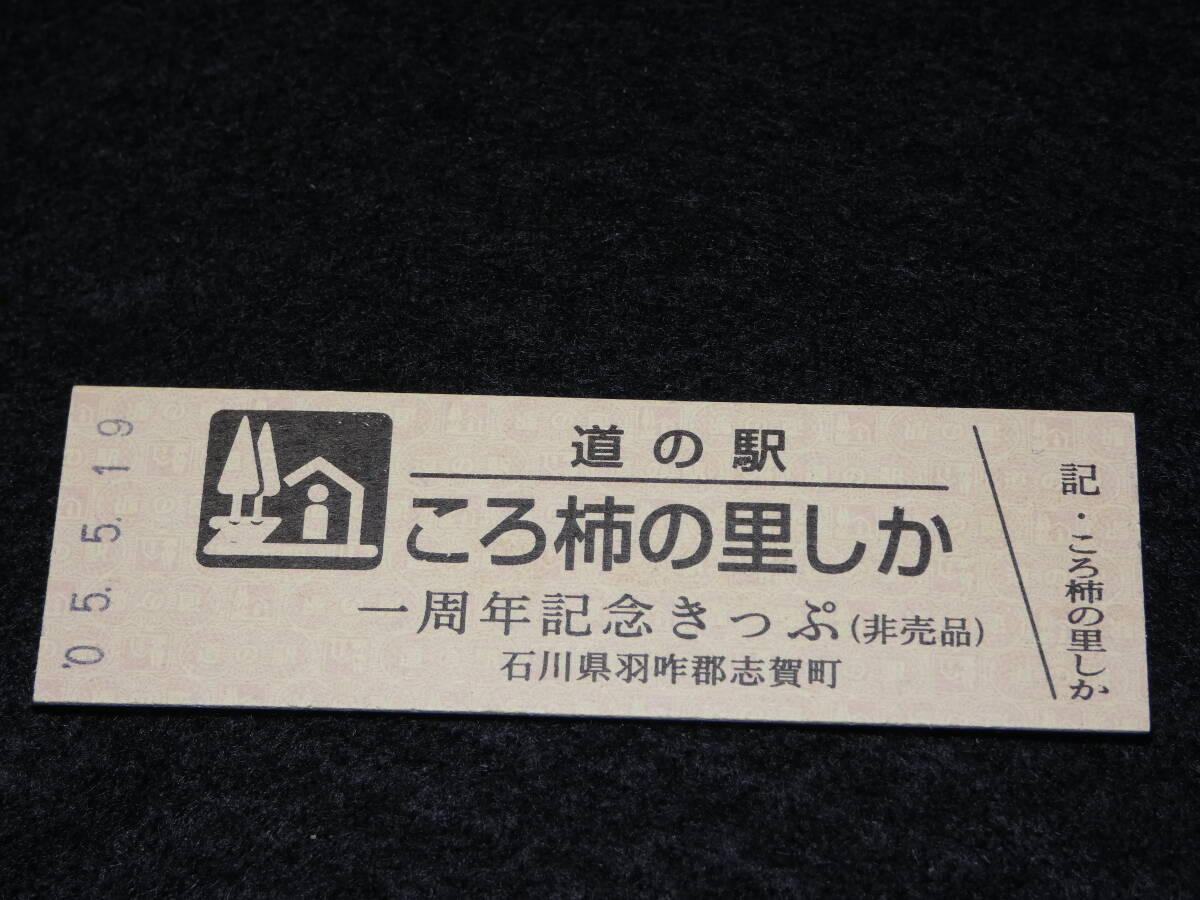 '05. 5. 19
道の駅
ころ柿の里しか
一周年記念きっぷ(非売品)
石川県羽咋郡志賀町
記・ころ柿の里しか